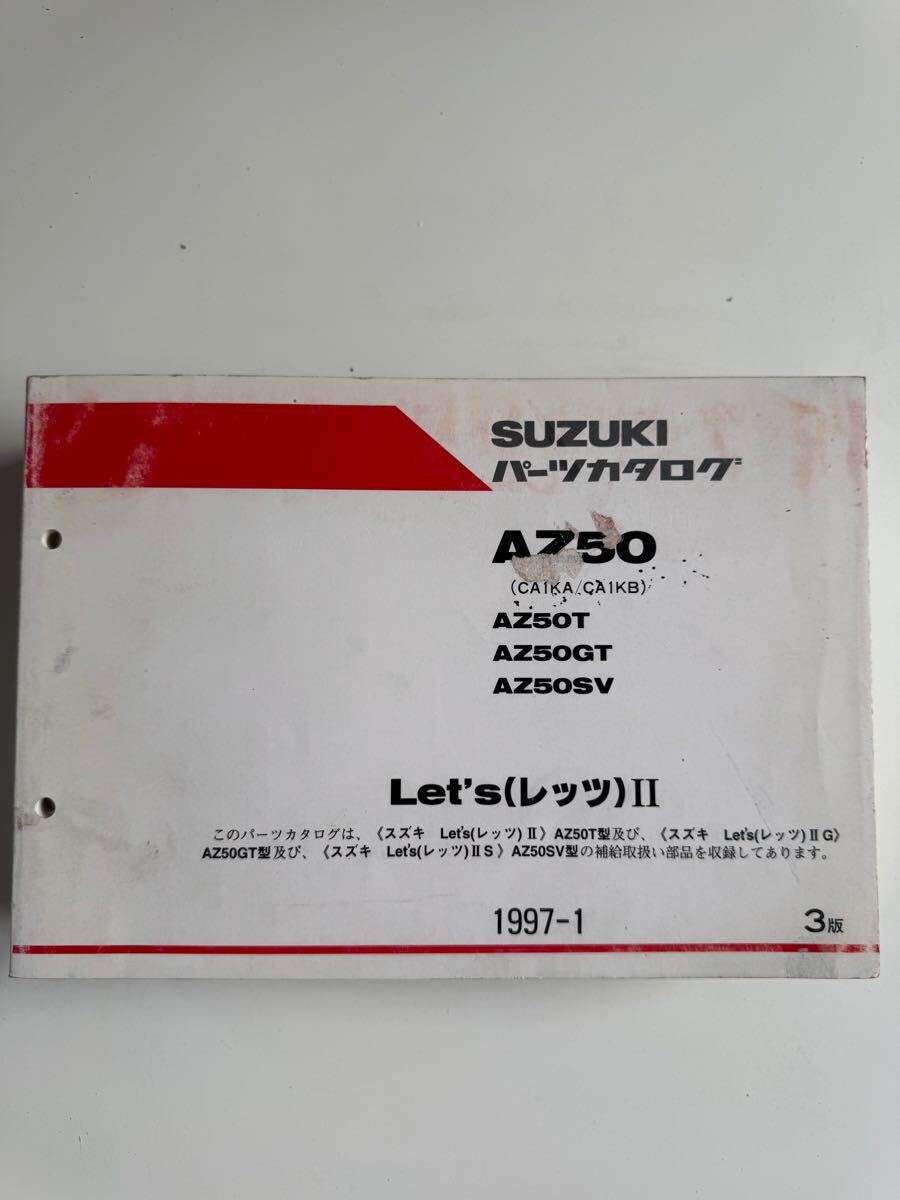 SUZUKI
パーツカタログ
AZ50
(CA1KA/CA1KB)
AZ50T
AZ50GT
AZ50SV
Let's(レッツ)II
このパーツカタログは、《スズキ　Let's(レッツ) II》AZ50T型及び、《スズキ　Let's(レッツ)II G》
AZ50GT型及び、《スズキ　Let's(レッツ)II S 》AZ50SV型の補給取扱い部品を収録してあります。
1997-1
3版